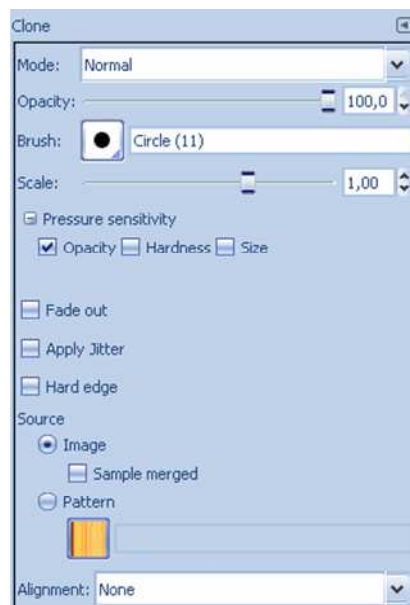 Clone
Mode: Normal
Opacity: 100,0
Brush: Circle (11)
Scale: 1,00
Pressure sensitivity
Opacity Hardness Size
Fade out
Apply Jitter
Hard edge
Source
Image
Sample merged
Pattern
Alignment: None